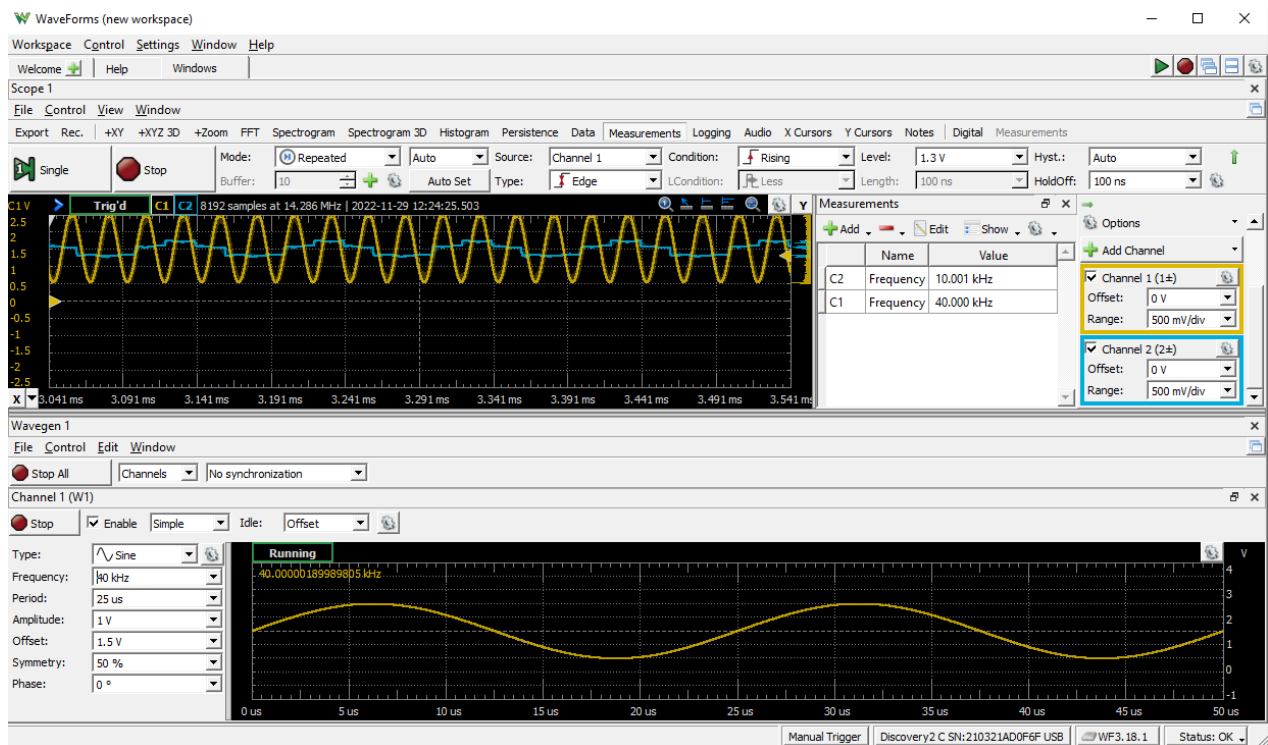 WaveForms (new workspace)
Workspace Control Settings Window Help
Welcome Help Windows
Scope 1
File Control View Window
Export Rec. +XY +XYZ 3D +Zoom FFT Spectrogram Spectrogram 3D Histogram Persistence Data Measurements Logging Audio X Cursors Y Cursors Notes Digital Measurements
Single Stop Mode: Repeated Auto Source: Channel 1 Condition: Rising Level: 1.3 V Hyst.: Auto
Buffer: 10 Auto Set Type: Edge LCondition: Less Length: 100 ns HoldOff: 100 ns
C1 V Trig'd C1 C2 8192 samples at 14.286 MHz | 2022-11-29 12:24:25.503 Y
2.5
2
1.5
1
0.5
0
-0.5
-1
-1.5
-2
-2.5
X 3.041 ms 3.091 ms 3.141 ms 3.191 ms 3.241 ms 3.291 ms 3.341 ms 3.391 ms 3.441 ms 3.491 ms 3.541 ms
Measurements
Add Edit Show
Name Value
C2 Frequency 10.001 kHz
C1 Frequency 40.000 kHz
Options
Add Channel
Channel 1 (1±)
Offset: 0 V
Range: 500 mV/div
Channel 2 (2±)
Offset: 0 V
Range: 500 mV/div
Wavegen 1
File Control Edit Window
Stop All Channels No synchronization
Channel 1 (W1)
Stop Enable Simple Idle: Offset
Type: Sine
Frequency: 40 kHz
Period: 25 us
Amplitude: 1 V
Offset: 1.5 V
Symmetry: 50 %
Phase: 0 °
Running V
40.00000189989805 kHz
4
3
2
1
0
-1
0 us 5 us 10 us 15 us 20 us 25 us 30 us 35 us 40 us 45 us 50 us
Manual Trigger Discovery2 C SN:210321AD0F6F USB WF3.18.1 Status: OK